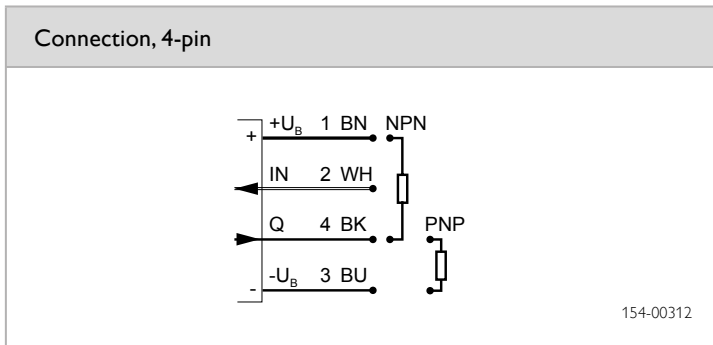 Connection, 4-pin
+U_B 1 BN NPN
+
IN 2 WH
Q 4 BK PNP
-U_B 3 BU
-
154-00312